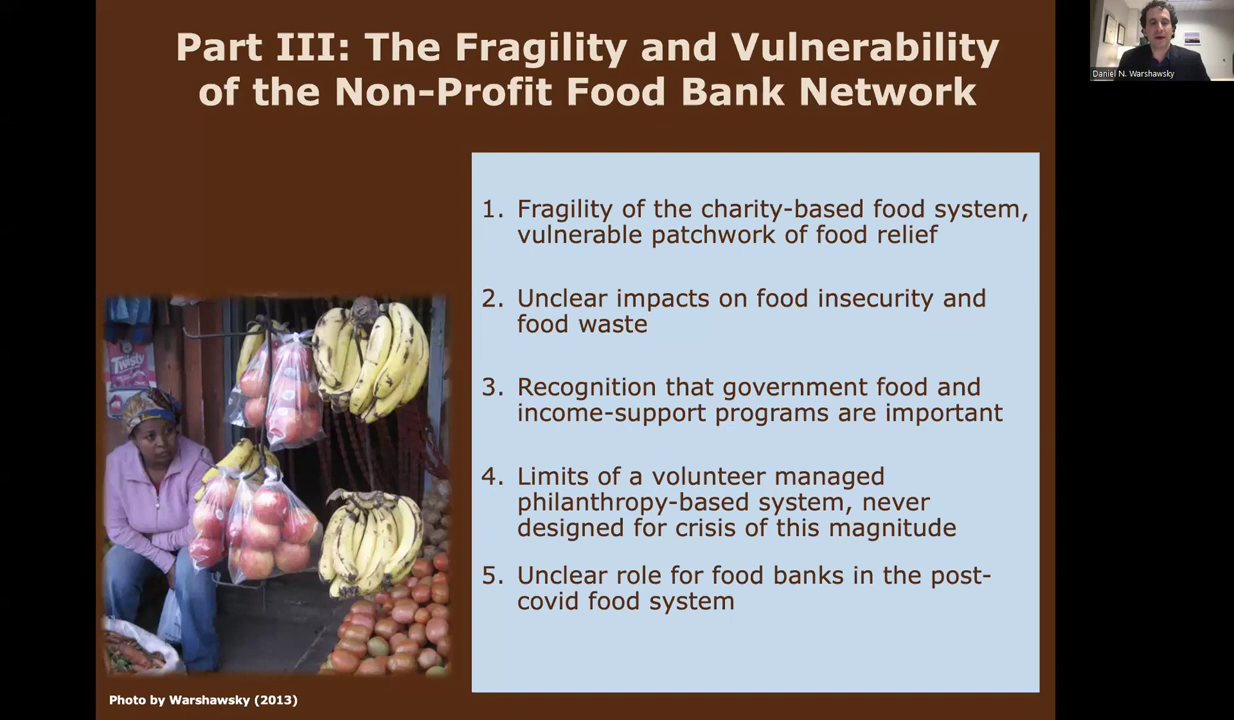 Part III: The Fragility and Vulnerability
of the Non-Profit Food Bank Network
1. Fragility of the charity-based food system,
vulnerable patchwork of food relief
2. Unclear impacts on food insecurity and
food waste
3. Recognition that government food and
income-support programs are important
4. Limits of a volunteer managed
philanthropy-based system, never
designed for crisis of this magnitude
5. Unclear role for food banks in the post-
covid food system
Twisty
Photo by Warshawsky (2013)
Daniel N. Warshawsky